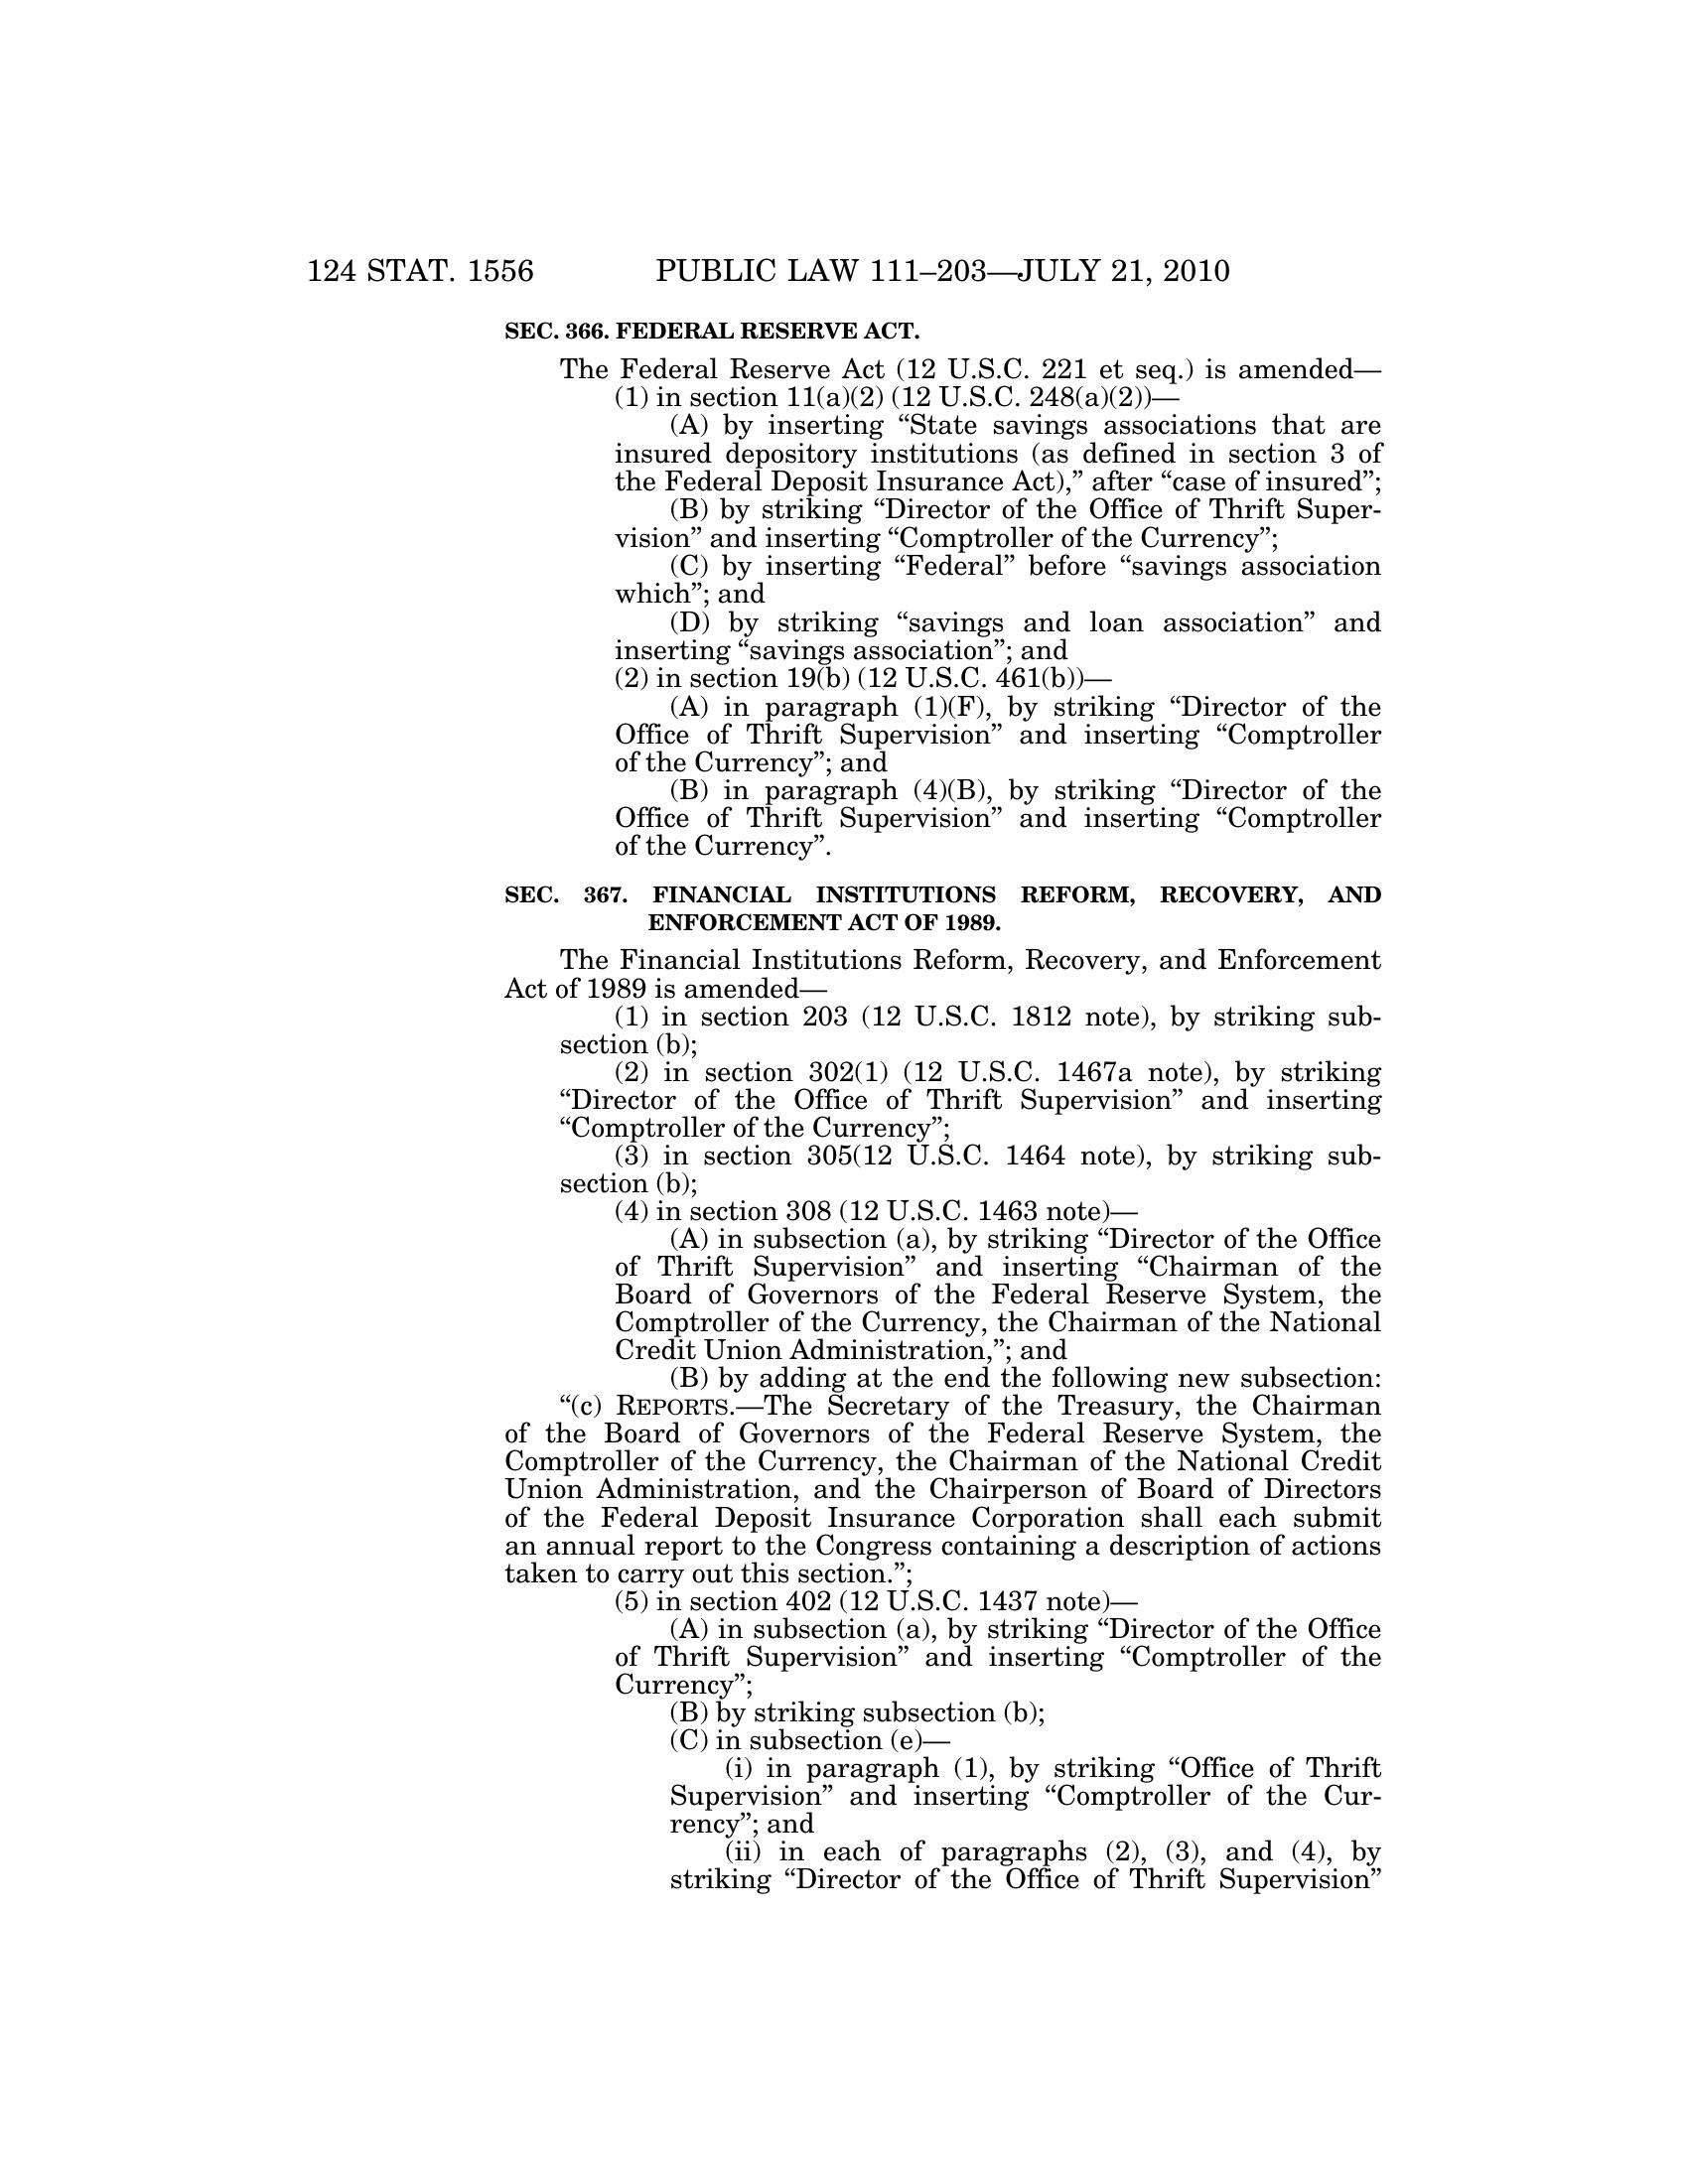 124 STAT. 1556 PUBLIC LAW 111–203—JULY 21, 2010
SEC. 366. FEDERAL RESERVE ACT.
The Federal Reserve Act (12 U.S.C. 221 et seq.) is amended—
(1) in section 11(a)(2) (12 U.S.C. 248(a)(2))—
(A) by inserting “State savings associations that are
insured depository institutions (as defined in section 3 of
the Federal Deposit Insurance Act),” after “case of insured”;
(B) by striking “Director of the Office of Thrift Super-
vision” and inserting “Comptroller of the Currency”;
(C) by inserting “Federal” before “savings association
which”; and
(D) by striking “savings and loan association” and
inserting “savings association”; and
(2) in section 19(b) (12 U.S.C. 461(b))—
(A) in paragraph (1)(F), by striking “Director of the
Office of Thrift Supervision” and inserting “Comptroller
of the Currency”; and
(B) in paragraph (4)(B), by striking “Director of the
Office of Thrift Supervision” and inserting “Comptroller
of the Currency”.
SEC. 367. FINANCIAL INSTITUTIONS REFORM, RECOVERY, AND
ENFORCEMENT ACT OF 1989.
The Financial Institutions Reform, Recovery, and Enforcement
Act of 1989 is amended—
(1) in section 203 (12 U.S.C. 1812 note), by striking sub-
section (b);
(2) in section 302(1) (12 U.S.C. 1467a note), by striking
“Director of the Office of Thrift Supervision” and inserting
“Comptroller of the Currency”;
(3) in section 305(12 U.S.C. 1464 note), by striking sub-
section (b);
(4) in section 308 (12 U.S.C. 1463 note)—
(A) in subsection (a), by striking “Director of the Office
of Thrift Supervision” and inserting “Chairman of the
Board of Governors of the Federal Reserve System, the
Comptroller of the Currency, the Chairman of the National
Credit Union Administration,”; and
(B) by adding at the end the following new subsection:
“(c) REPORTS.—The Secretary of the Treasury, the Chairman
of the Board of Governors of the Federal Reserve System, the
Comptroller of the Currency, the Chairman of the National Credit
Union Administration, and the Chairperson of Board of Directors
of the Federal Deposit Insurance Corporation shall each submit
an annual report to the Congress containing a description of actions
taken to carry out this section.”;
(5) in section 402 (12 U.S.C. 1437 note)—
(A) in subsection (a), by striking “Director of the Office
of Thrift Supervision” and inserting “Comptroller of the
Currency”;
(B) by striking subsection (b);
(C) in subsection (e)—
(i) in paragraph (1), by striking “Office of Thrift
Supervision” and inserting “Comptroller of the Cur-
rency”; and
(ii) in each of paragraphs (2), (3), and (4), by
striking “Director of the Office of Thrift Supervision”